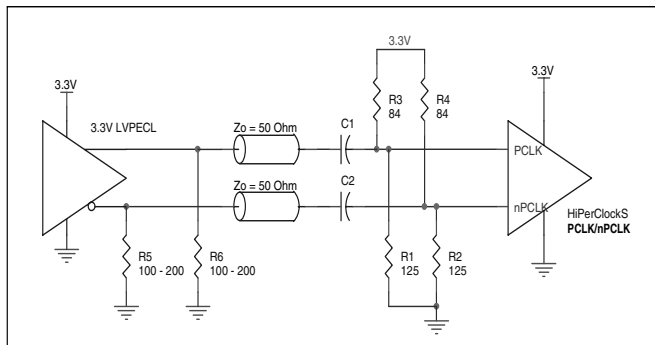 3.3V
3.3V
3.3V
R3
84
R4
84
3.3V LVPECL
Zo = 50 Ohm
C1
PCLK
Zo = 50 Ohm
C2
nPCLK
HiPerClockS
PCLK/nPCLK
R5
100 - 200
R6
100 - 200
R1
125
R2
125